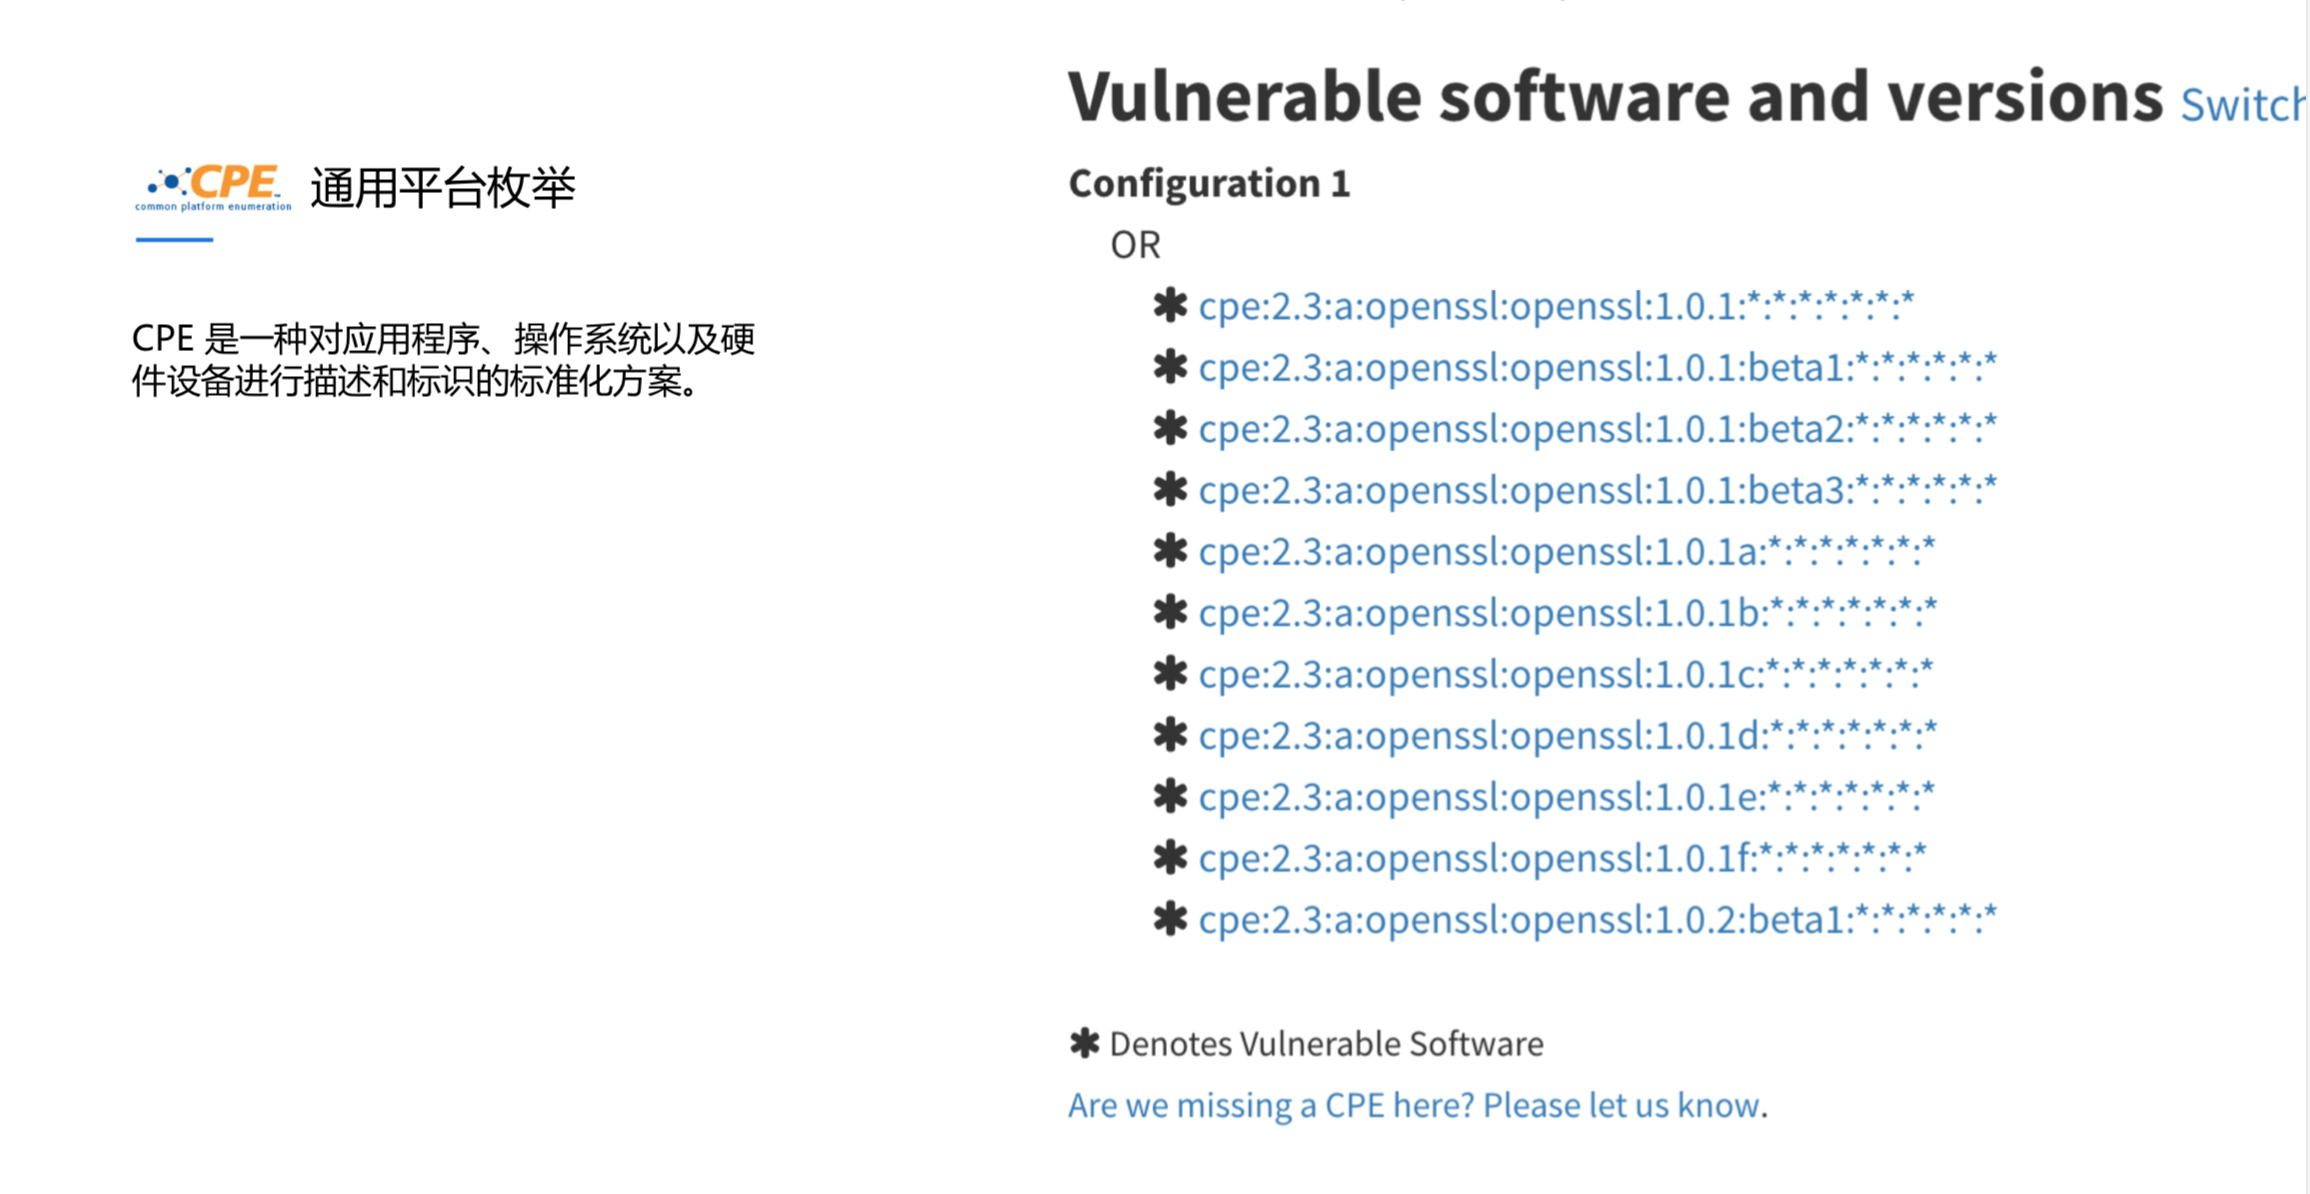 CPE
common platform enumeration
通用平台枚举
CPE 是一种对应用程序、操作系统以及硬
件设备进行描述和标识的标准化方案。
Vulnerable software and versions Switch
Configuration 1
OR
✱ cpe:2.3:a:openssl:openssl:1.0.1:*:*:*:*:*:*:*
✱ cpe:2.3:a:openssl:openssl:1.0.1:beta1:*:*:*:*:*:*
✱ cpe:2.3:a:openssl:openssl:1.0.1:beta2:*:*:*:*:*:*
✱ cpe:2.3:a:openssl:openssl:1.0.1:beta3:*:*:*:*:*:*
✱ cpe:2.3:a:openssl:openssl:1.0.1a:*:*:*:*:*:*:*
✱ cpe:2.3:a:openssl:openssl:1.0.1b:*:*:*:*:*:*:*
✱ cpe:2.3:a:openssl:openssl:1.0.1c:*:*:*:*:*:*:*
✱ cpe:2.3:a:openssl:openssl:1.0.1d:*:*:*:*:*:*:*
✱ cpe:2.3:a:openssl:openssl:1.0.1e:*:*:*:*:*:*:*
✱ cpe:2.3:a:openssl:openssl:1.0.1f:*:*:*:*:*:*:*
✱ cpe:2.3:a:openssl:openssl:1.0.2:beta1:*:*:*:*:*:*
✱ Denotes Vulnerable Software
Are we missing a CPE here? Please let us know.